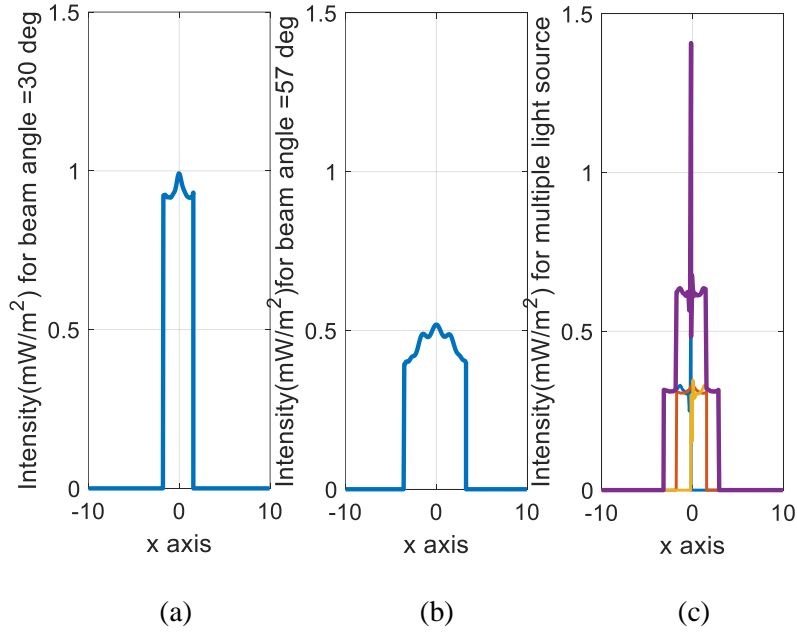 Intensity(mW/m²) for beam angle =30 deg
1.5
1
0.5
0
-10
0
10
x axis
(a)
Intensity(mW/m²)for beam angle =57 deg
1.5
1
0.5
0
-10
0
10
x axis
(b)
Intensity(mW/m²) for multiple light source
1.5
1
0.5
0
-10
0
10
x axis
(c)